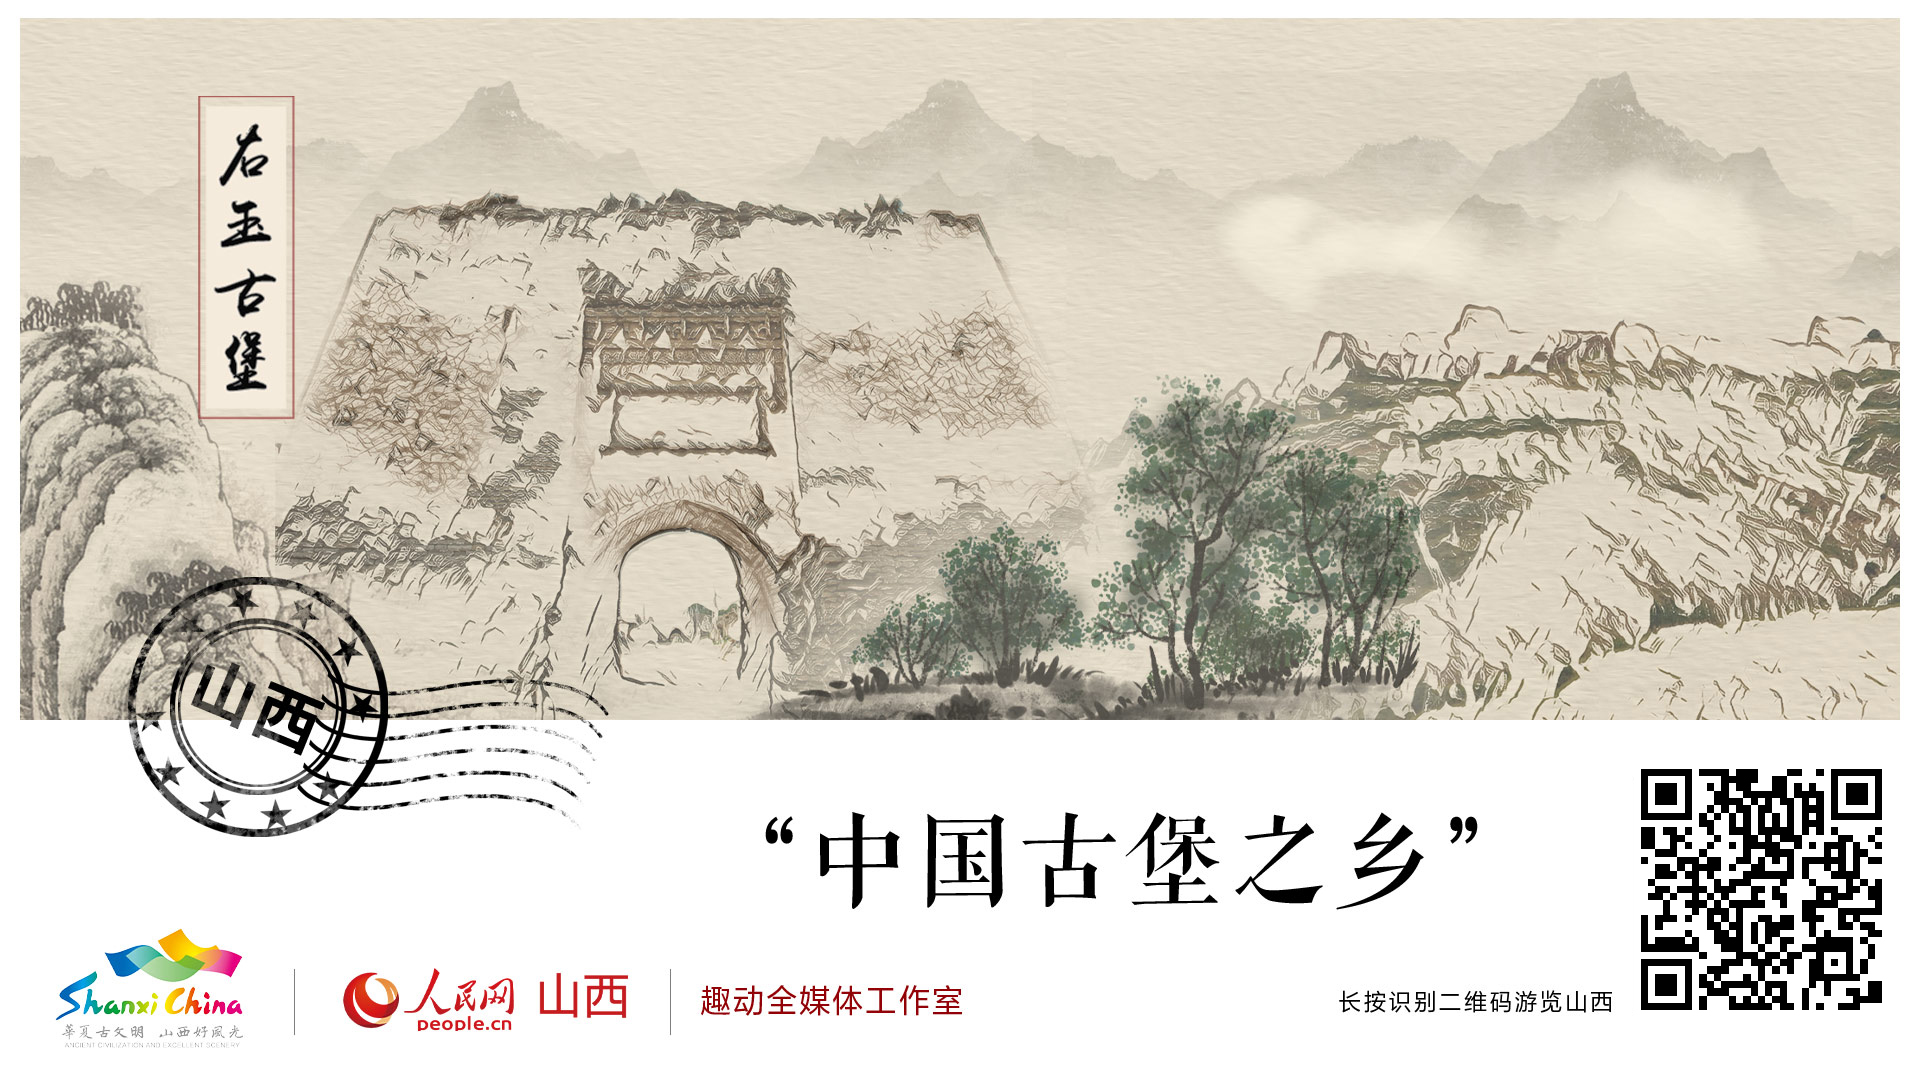 右玉古堡
山西
“中国古堡之乡”
Shanxi China
華夏古文明 山西好風光
ANCIENT CIVILIZATION AND EXCELLENT SCENERY
人民网 山西
people.cn
趣动全媒体工作室
长按识别二维码游览山西